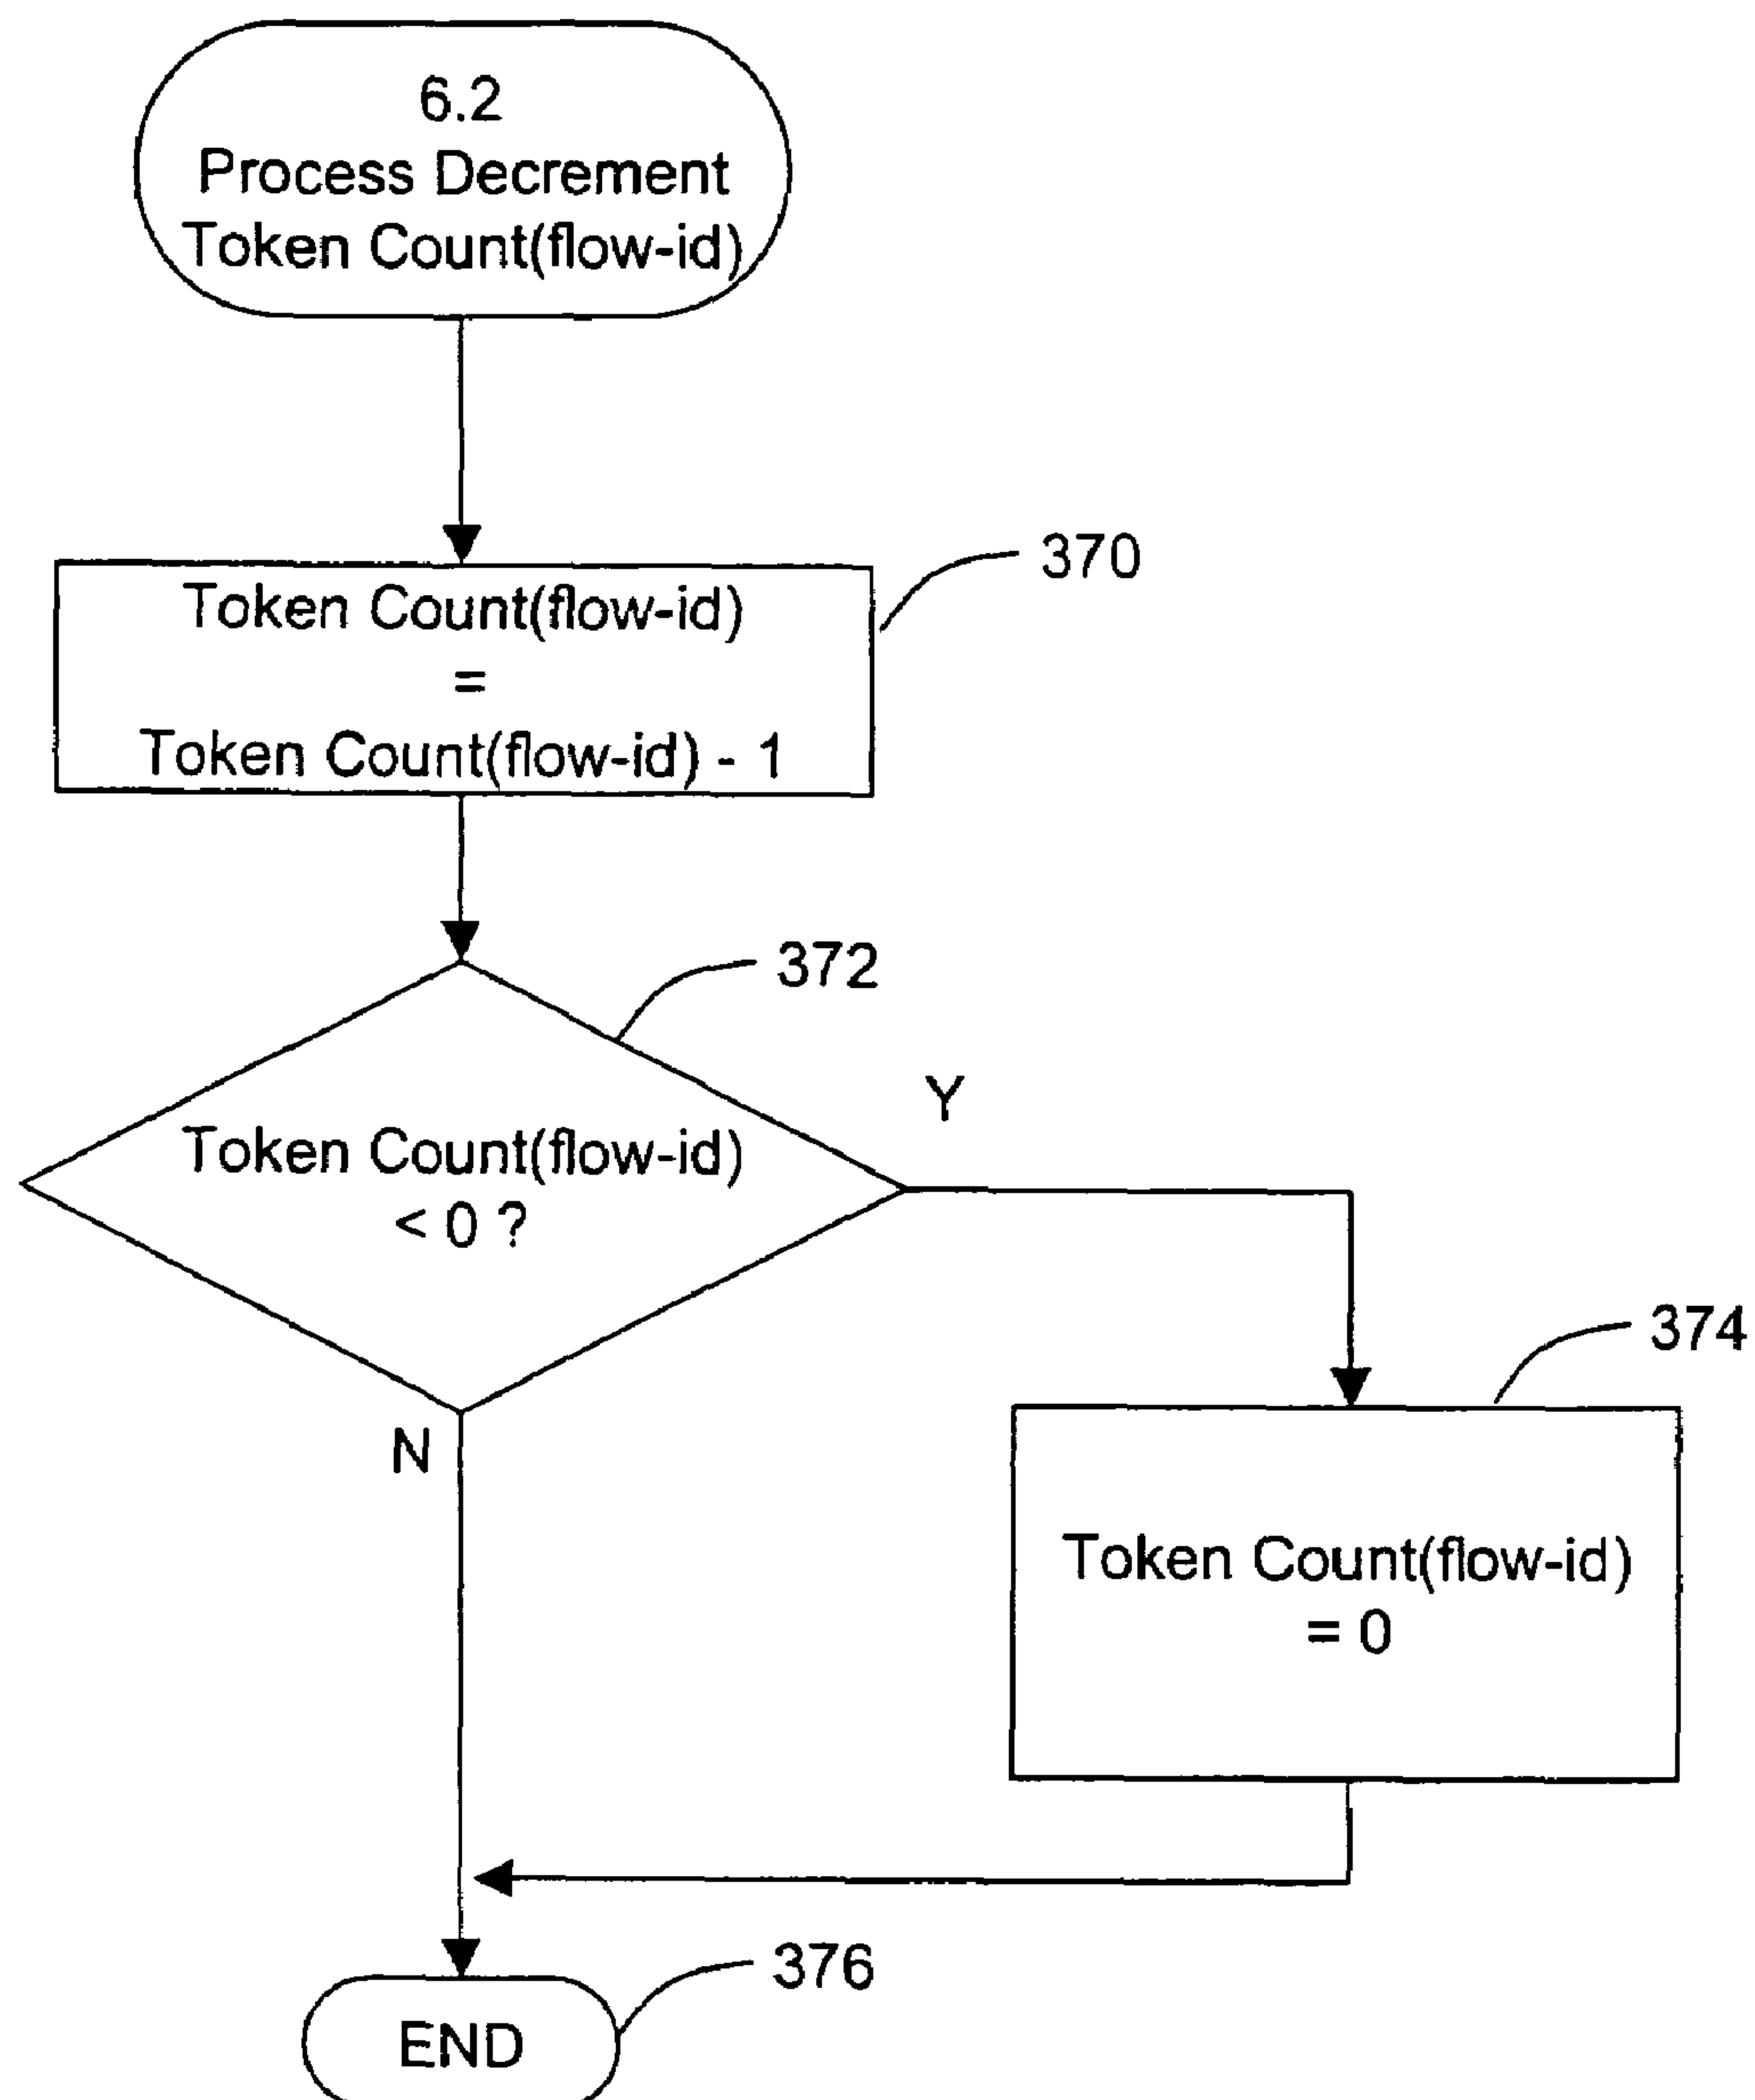 6.2
Process Decrement
Token Count(flow-id)
370
Token Count(flow-id)
=
Token Count(flow-id) - 1
372
Token Count(flow-id)
< 0 ?
Y
N
374
Token Count(flow-id)
= 0
376
END